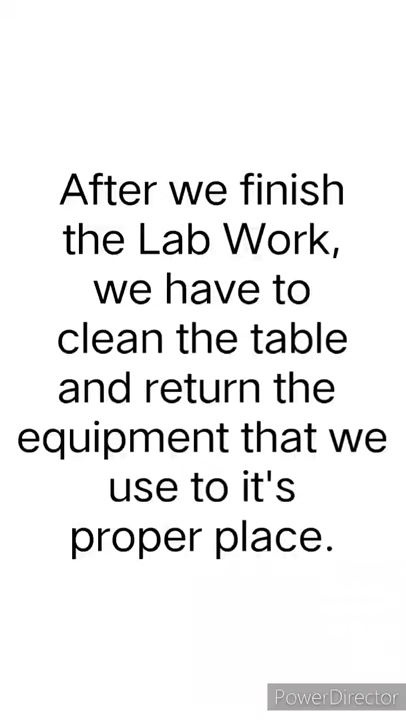 After we finish
the Lab Work,
we have to
clean the table
and return the
equipment that we
use to it's
proper place.
PowerDirector